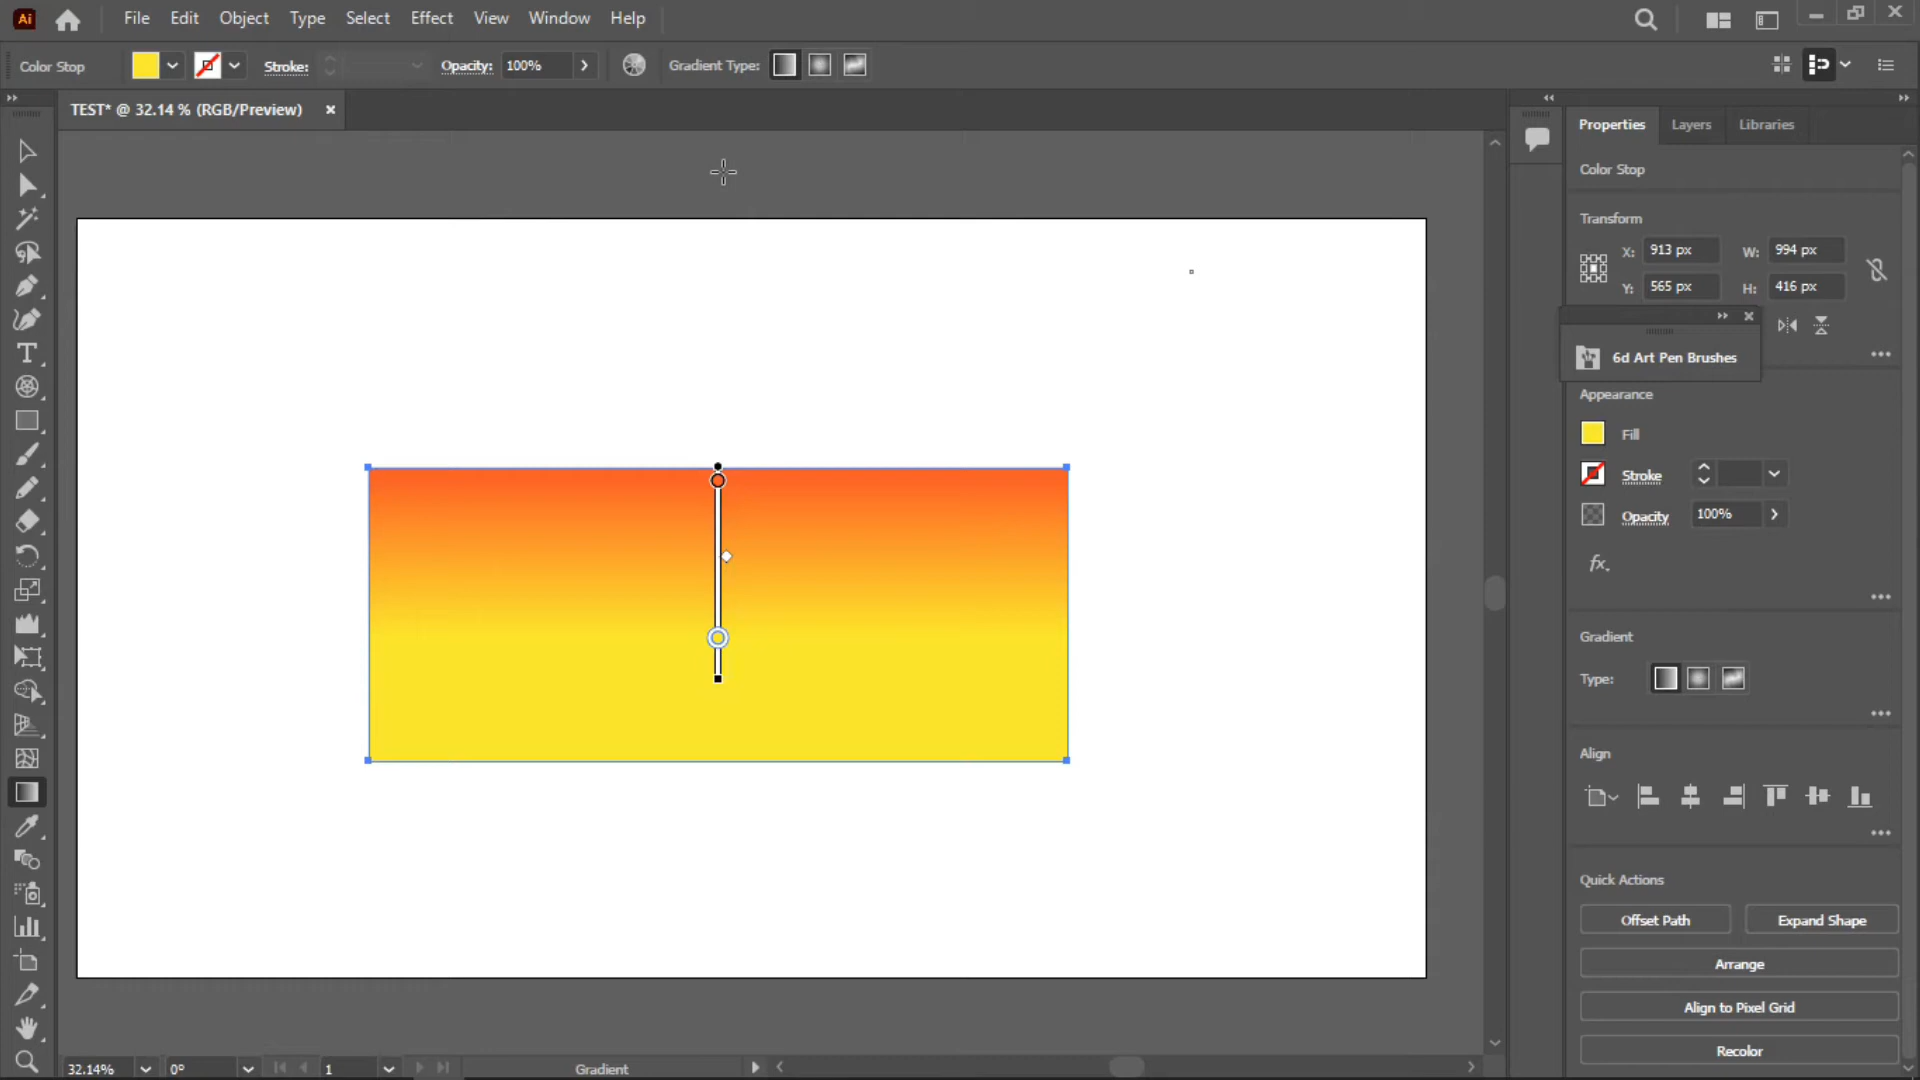 Ai File Edit Object Type Select Effect View Window Help
Color Stop Stroke: Opacity: 100% Gradient Type:
TEST* @ 32.14 % (RGB/Preview)
Properties Layers Libraries
Color Stop
Transform
X: 913 px W: 994 px
Y: 565 px H: 416 px
6d Art Pen Brushes
Appearance
Fill
Stroke
Opacity 100%
fx.
Gradient
Type:
Align
Quick Actions
Offset Path Expand Shape
Arrange
Align to Pixel Grid
Recolor
32.14% 0° 1 Gradient